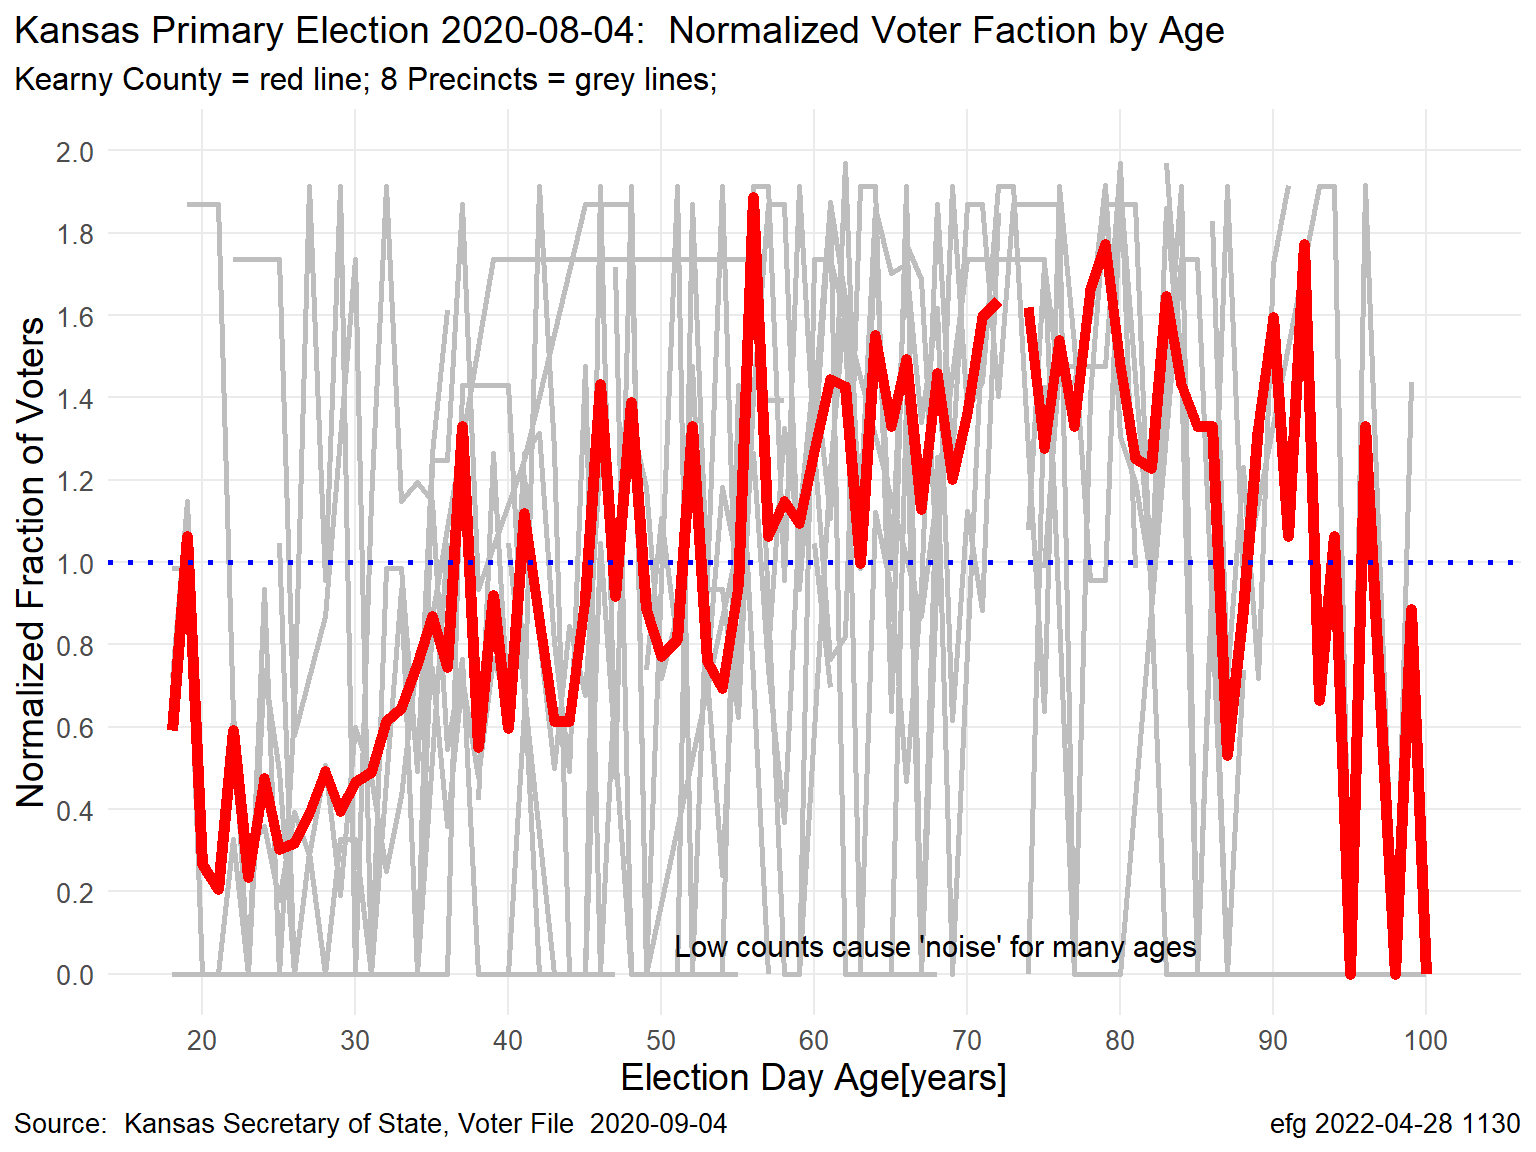 Kansas Primary Election 2020-08-04:  Normalized Voter Faction by Age
Kearny County = red line; 8 Precincts = grey lines;
Normalized Fraction of Voters
2.0
1.8
1.6
1.4
1.2
1.0
0.8
0.6
0.4
0.2
0.0
Low counts cause 'noise' for many ages
20 30 40 50 60 70 80 90 100
Election Day Age[years]
Source:  Kansas Secretary of State, Voter File  2020-09-04
efg 2022-04-28 1130